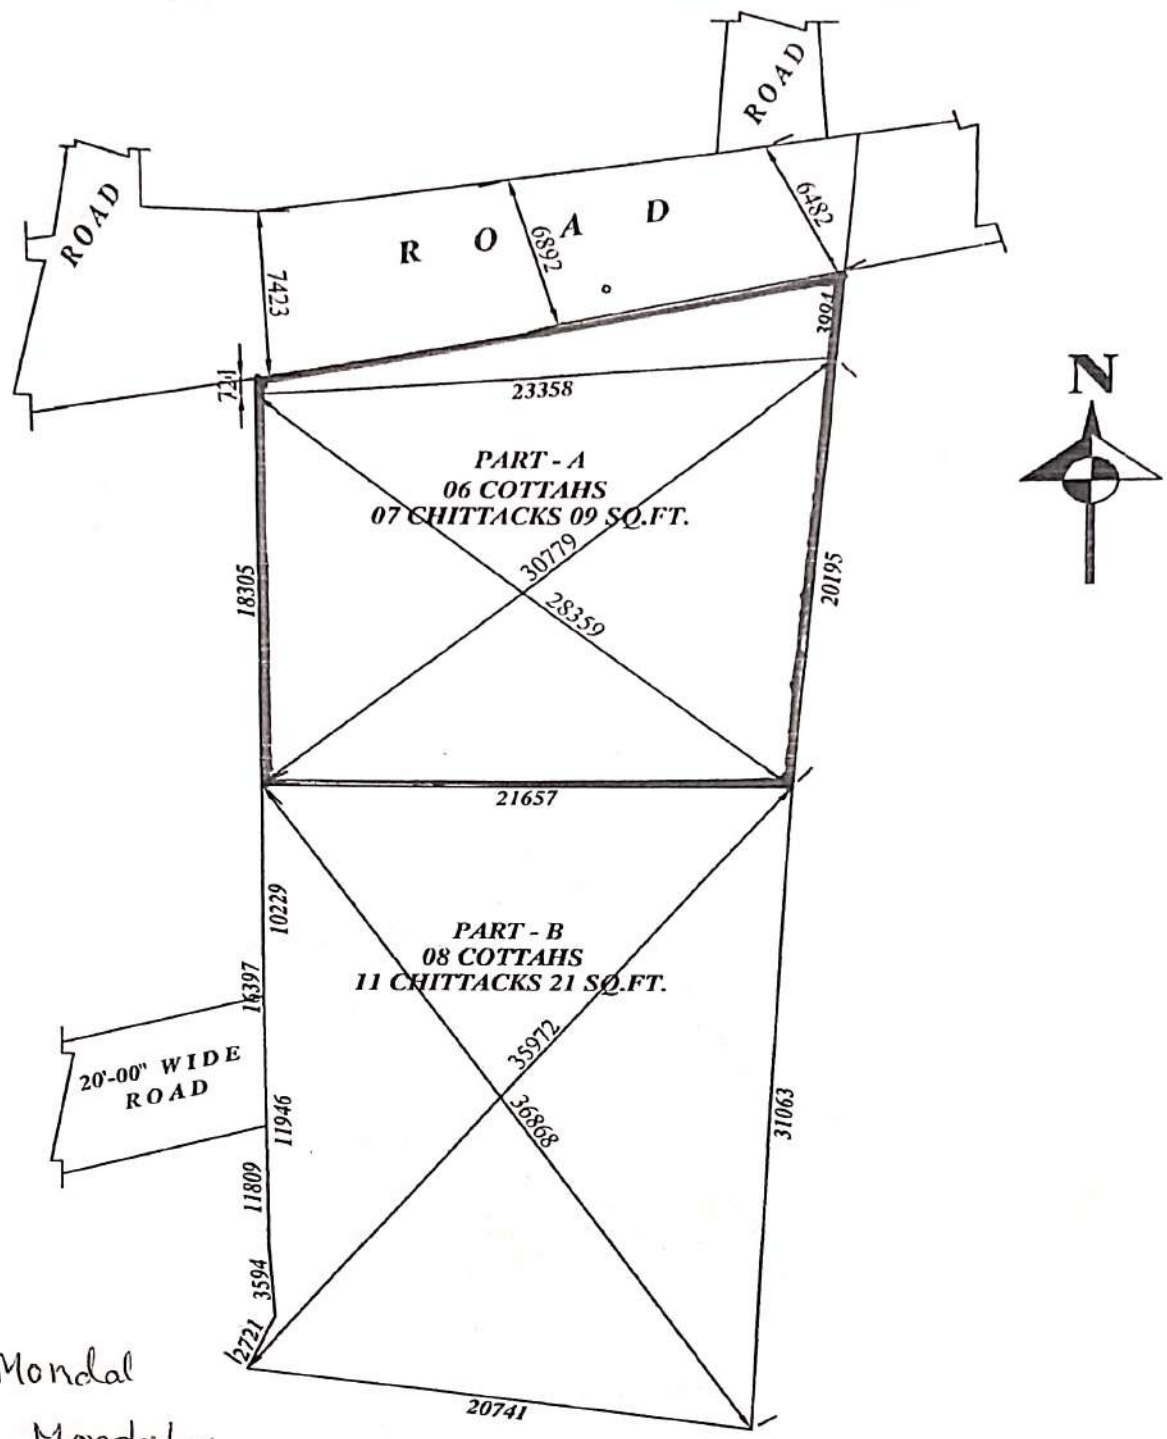 ROAD
ROAD
R O A D
6482
6892
7423
3991
N
721
23358
PART - A
06 COTTAHS
07 CHITTACKS 09 SQ.FT.
30779
28359
18305
20195
21657
10229
PART - B
08 COTTAHS
11 CHITTACKS 21 SQ.FT.
16397
35972
36868
20'-00" WIDE
ROAD
11946
31063
11809
3594
2721
20741
Mondal